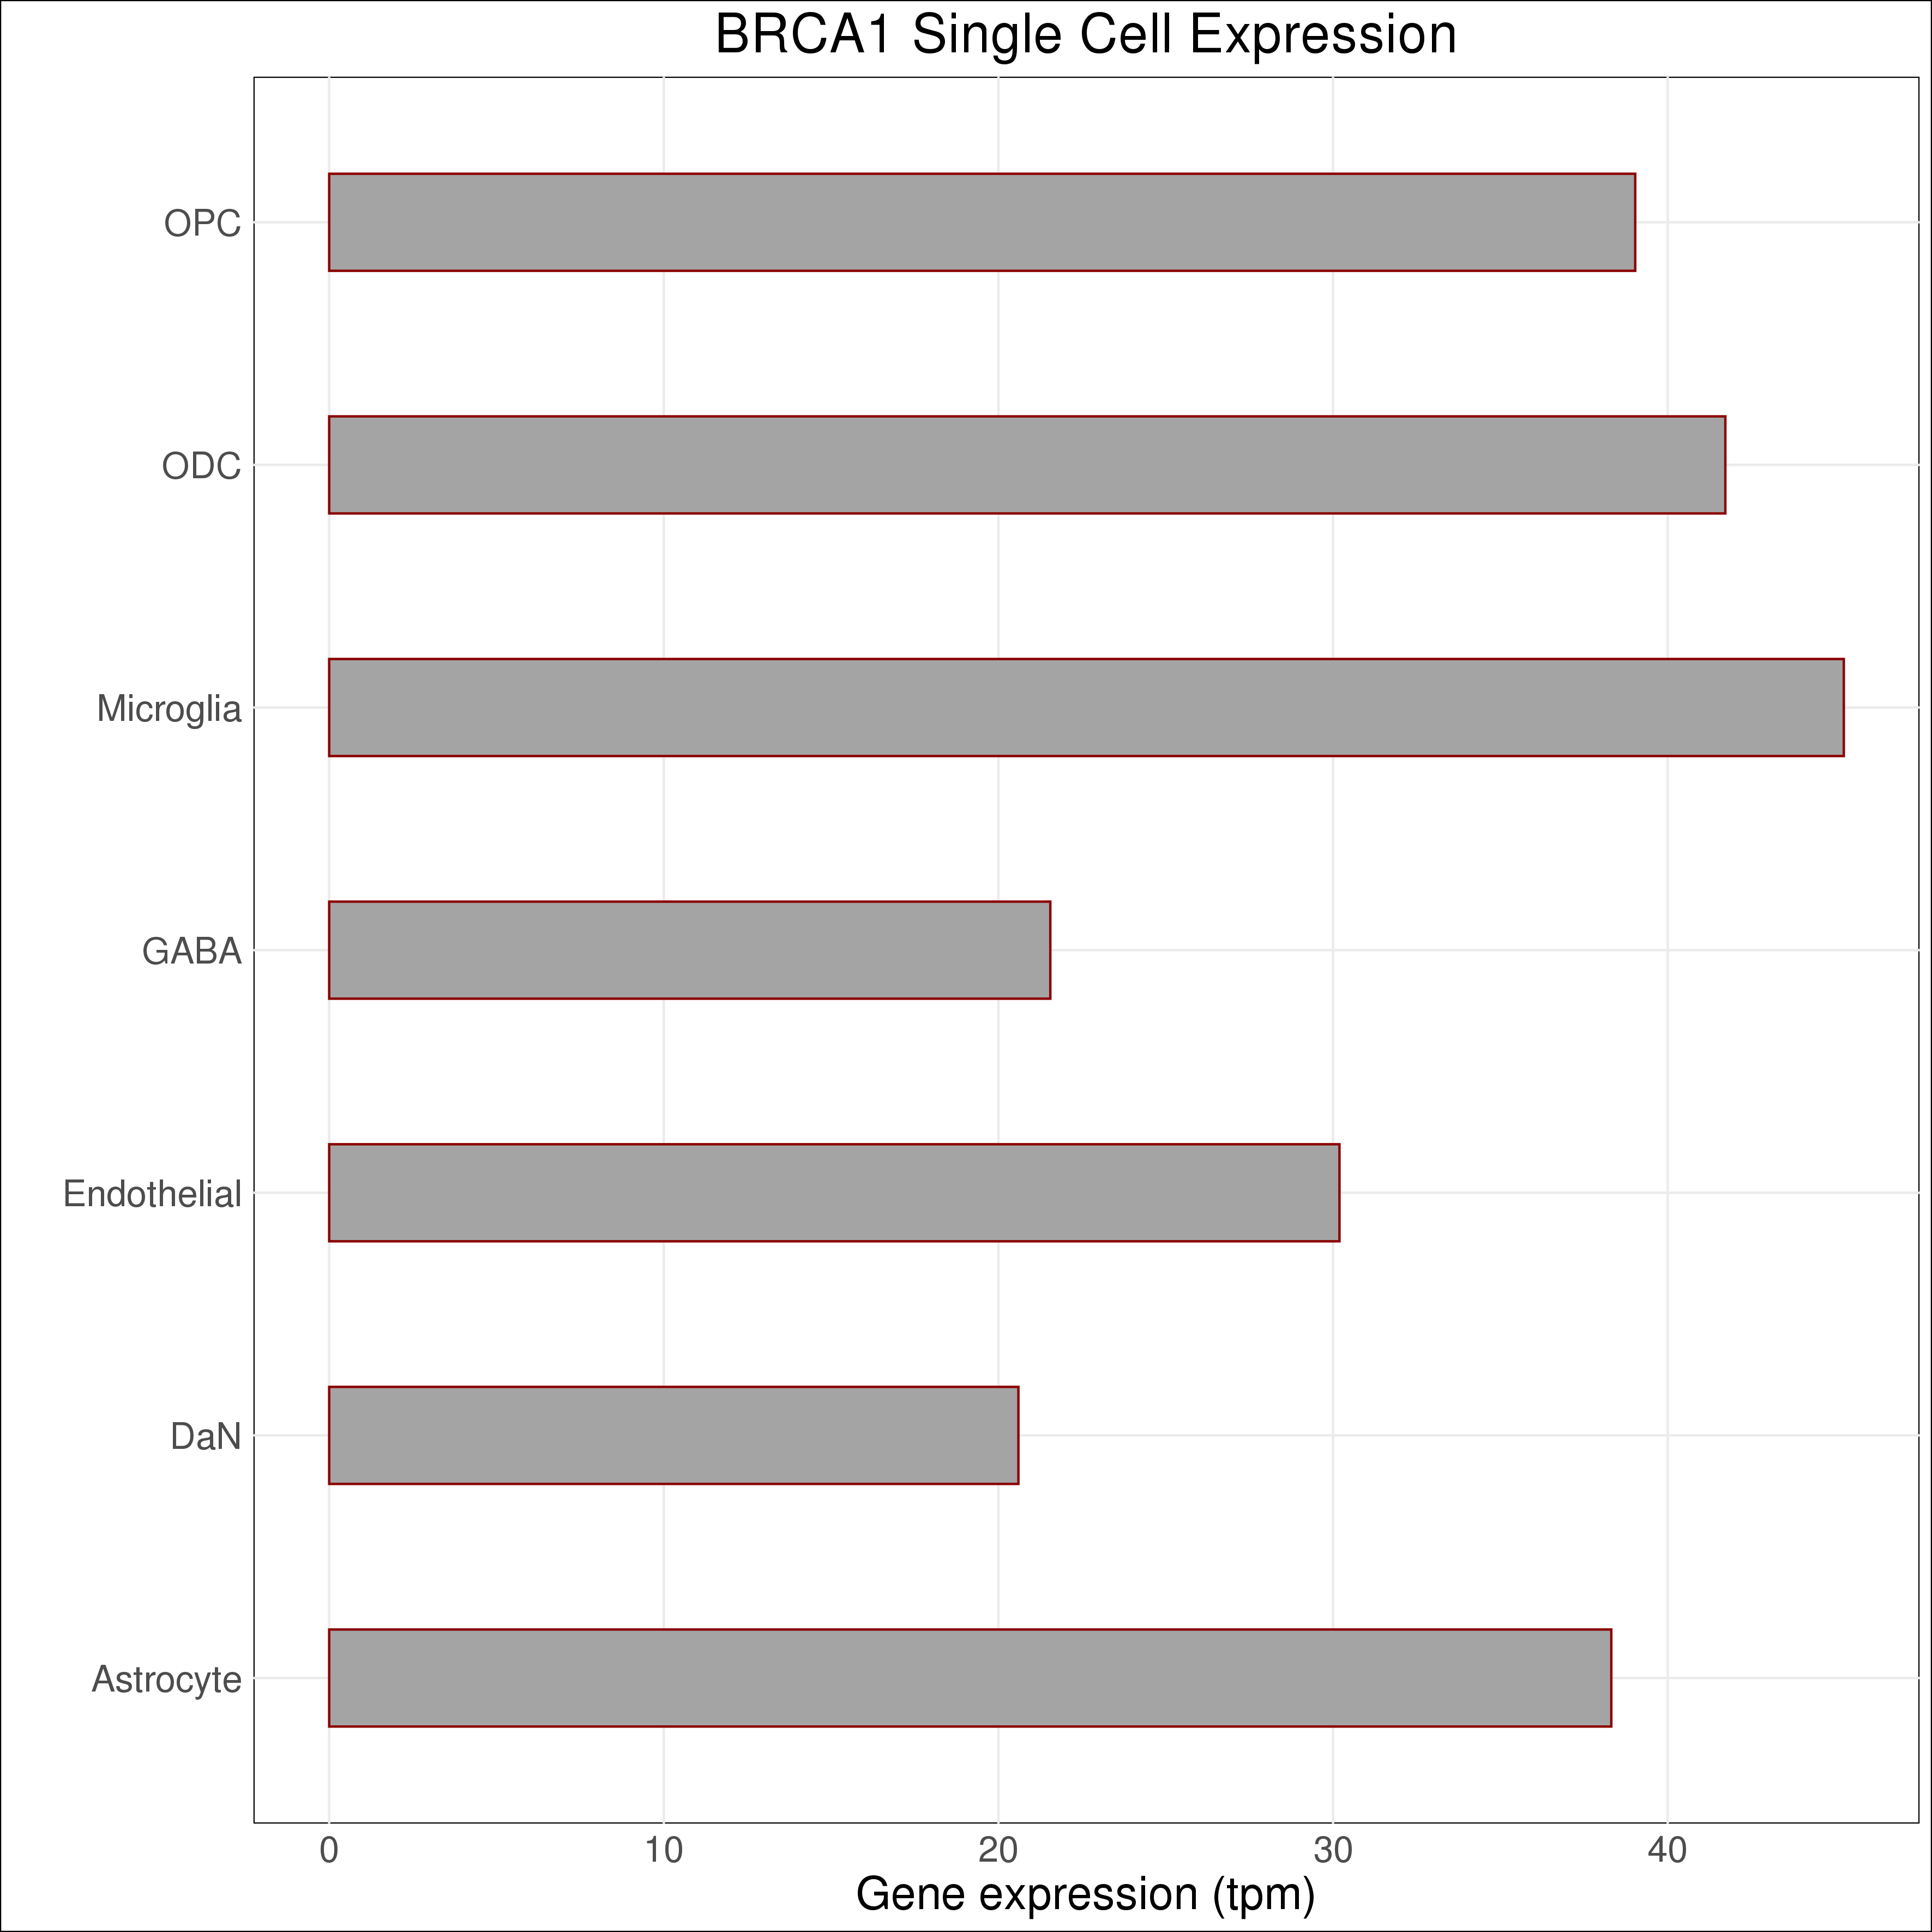 BRCA1 Single Cell Expression
OPC
ODC
Microglia
GABA
Endothelial
DaN
Astrocyte
0 10 20 30 40
Gene expression (tpm)